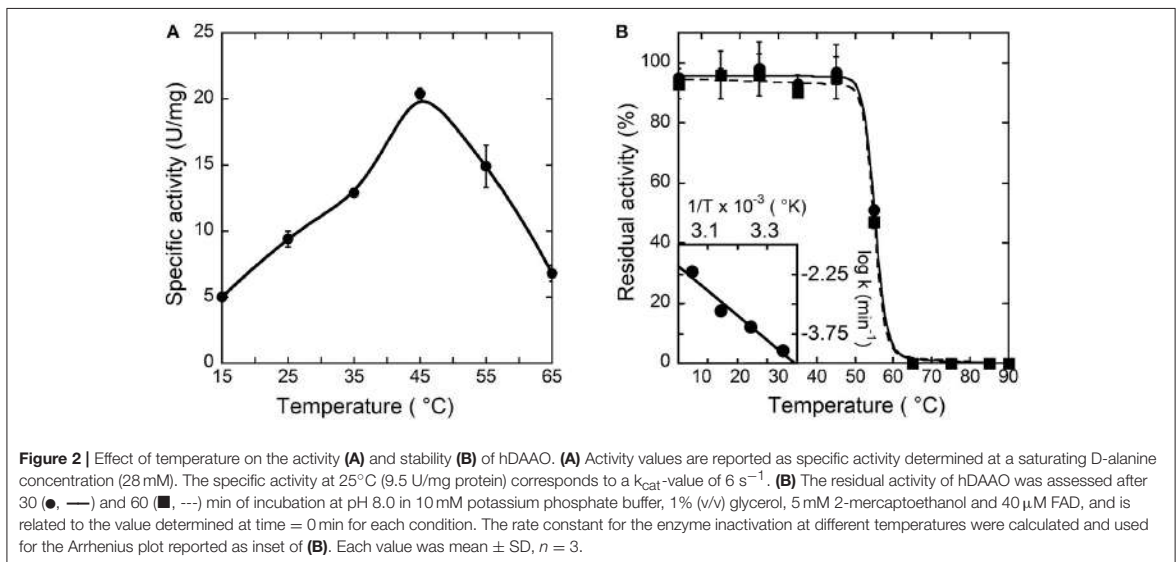 A
25
20
15
10
5
0
Specific activity (U/mg)
15 25 35 45 55 65
Temperature ( °C)
B
100
80
60
40
20
0
Residual activity (%)
1/T x 10⁻³ ( °K)
3.1 3.3
-2.25
-3.75
log k (min⁻¹)
10 20 30 40 50 60 70 80 90
Temperature ( °C)
Figure 2 | Effect of temperature on the activity (A) and stability (B) of hDAAO. (A) Activity values are reported as specific activity determined at a saturating D-alanine
concentration (28 mM). The specific activity at 25°C (9.5 U/mg protein) corresponds to a kcat-value of 6 s⁻¹. (B) The residual activity of hDAAO was assessed after
30 (●, —) and 60 (■, ---) min of incubation at pH 8.0 in 10 mM potassium phosphate buffer, 1% (v/v) glycerol, 5 mM 2-mercaptoethanol and 40 μM FAD, and is
related to the value determined at time = 0 min for each condition. The rate constant for the enzyme inactivation at different temperatures were calculated and used
for the Arrhenius plot reported as inset of (B). Each value was mean ± SD, n = 3.